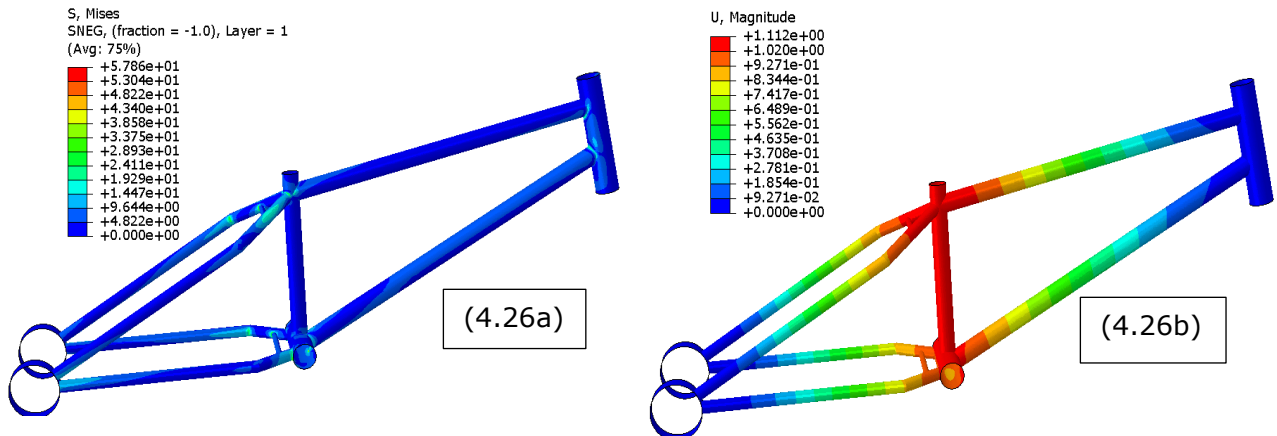 S, Mises
SNEG, (fraction = -1.0), Layer = 1
(Avg: 75%)
+5.786e+01
+5.304e+01
+4.822e+01
+4.340e+01
+3.858e+01
+3.375e+01
+2.893e+01
+2.411e+01
+1.929e+01
+1.447e+01
+9.644e+00
+4.822e+00
+0.000e+00
(4.26a)
U, Magnitude
+1.112e+00
+1.020e+00
+9.271e-01
+8.344e-01
+7.417e-01
+6.489e-01
+5.562e-01
+4.635e-01
+3.708e-01
+2.781e-01
+1.854e-01
+9.271e-02
+0.000e+00
(4.26b)